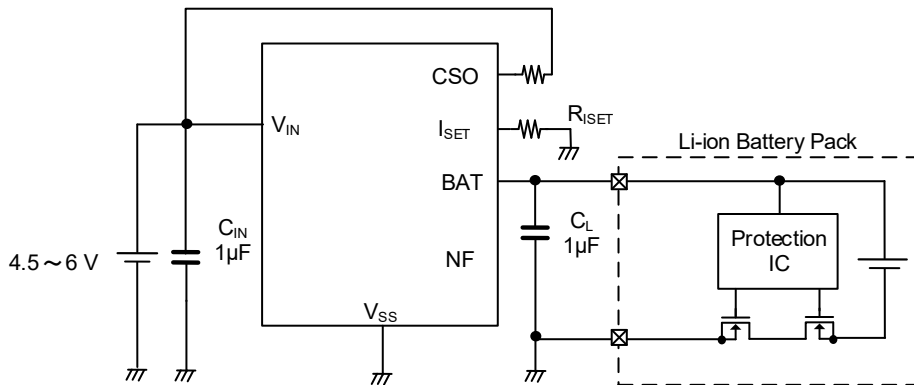 CSO
V_IN
I_SET
R_ISET
Li-ion Battery Pack
BAT
C_IN
1µF
C_L
1µF
Protection
IC
4.5～6 V
NF
V_SS